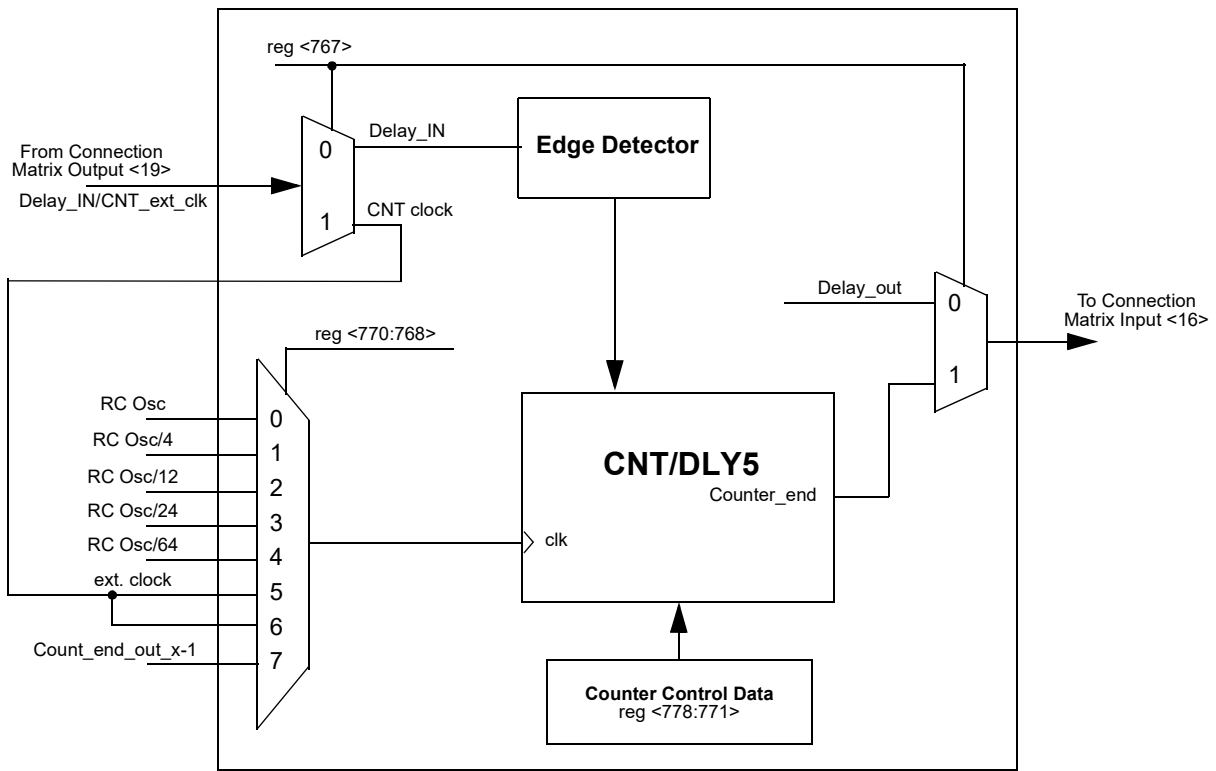 reg <767>
From Connection
Matrix Output <19>
Delay_IN/CNT_ext_clk
0
1
Delay_IN
CNT clock
Edge Detector
Delay_out
0
1
To Connection
Matrix Input <16>
reg <770:768>
RC Osc
RC Osc/4
RC Osc/12
RC Osc/24
RC Osc/64
ext. clock
Count_end_out_x-1
0
1
2
3
4
5
6
7
CNT/DLY5
Counter_end
clk
Counter Control Data
reg <778:771>